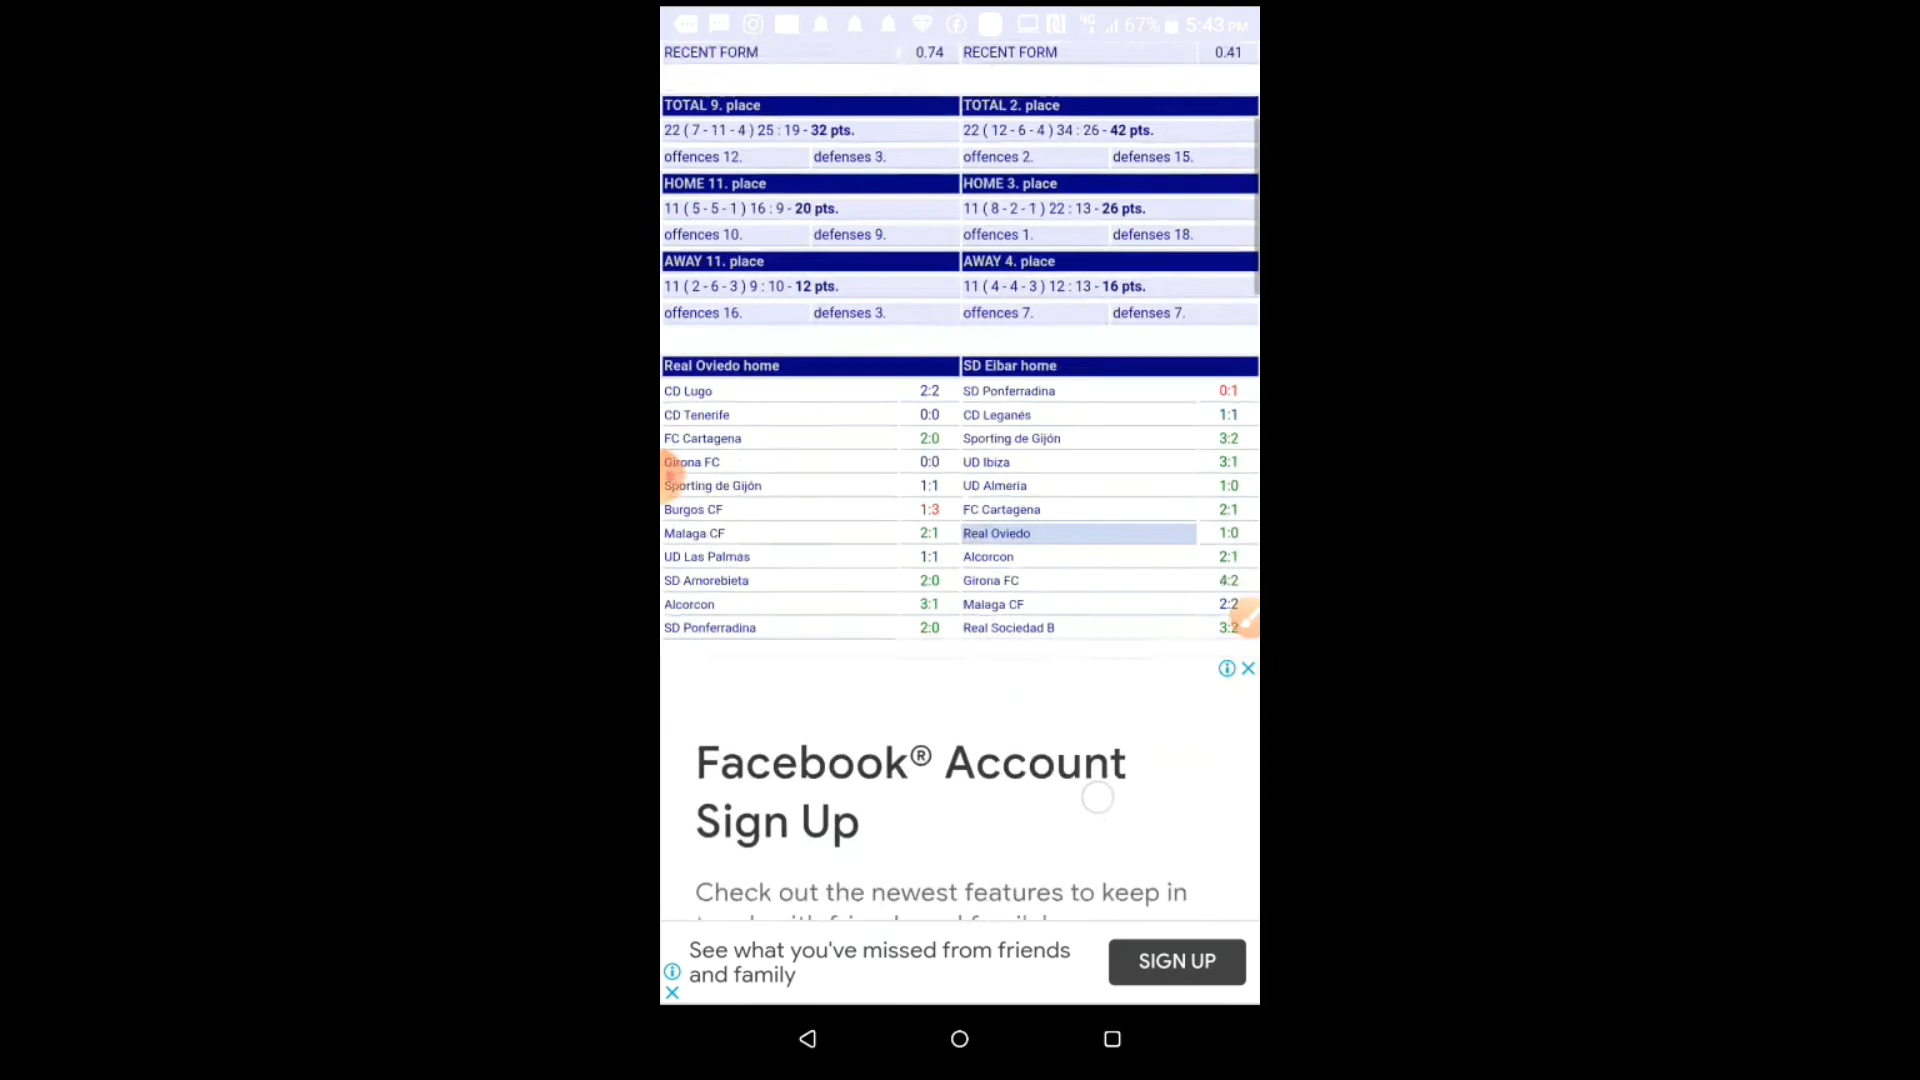 4G 67% 5:43 PM
RECENT FORM 0.74 RECENT FORM 0.41
TOTAL 9. place TOTAL 2. place
22 ( 7 - 11 - 4 ) 25 : 19 - 32 pts. 22 ( 12 - 6 - 4 ) 34 : 26 - 42 pts.
offences 12. defenses 3. offences 2. defenses 15.
HOME 11. place HOME 3. place
11 ( 5 - 5 - 1 ) 16 : 9 - 20 pts. 11 ( 8 - 2 - 1 ) 22 : 13 - 26 pts.
offences 10. defenses 9. offences 1. defenses 18.
AWAY 11. place AWAY 4. place
11 ( 2 - 6 - 3 ) 9 : 10 - 12 pts. 11 ( 4 - 4 - 3 ) 12 : 13 - 16 pts.
offences 16. defenses 3. offences 7. defenses 7.
Real Oviedo home SD Eibar home
CD Lugo 2:2 SD Ponferradina 0:1
CD Tenerife 0:0 CD Leganés 1:1
FC Cartagena 2:0 Sporting de Gijón 3:2
Girona FC 0:0 UD Ibiza 3:1
Sporting de Gijón 1:1 UD Almería 1:0
Burgos CF 1:3 FC Cartagena 2:1
Malaga CF 2:1 Real Oviedo 1:0
UD Las Palmas 1:1 Alcorcon 2:1
SD Amorebieta 2:0 Girona FC 4:2
Alcorcon 3:1 Malaga CF 2:2
SD Ponferradina 2:0 Real Sociedad B 3:2
Facebook® Account
Sign Up
Check out the newest features to keep in
See what you've missed from friends
and family
SIGN UP